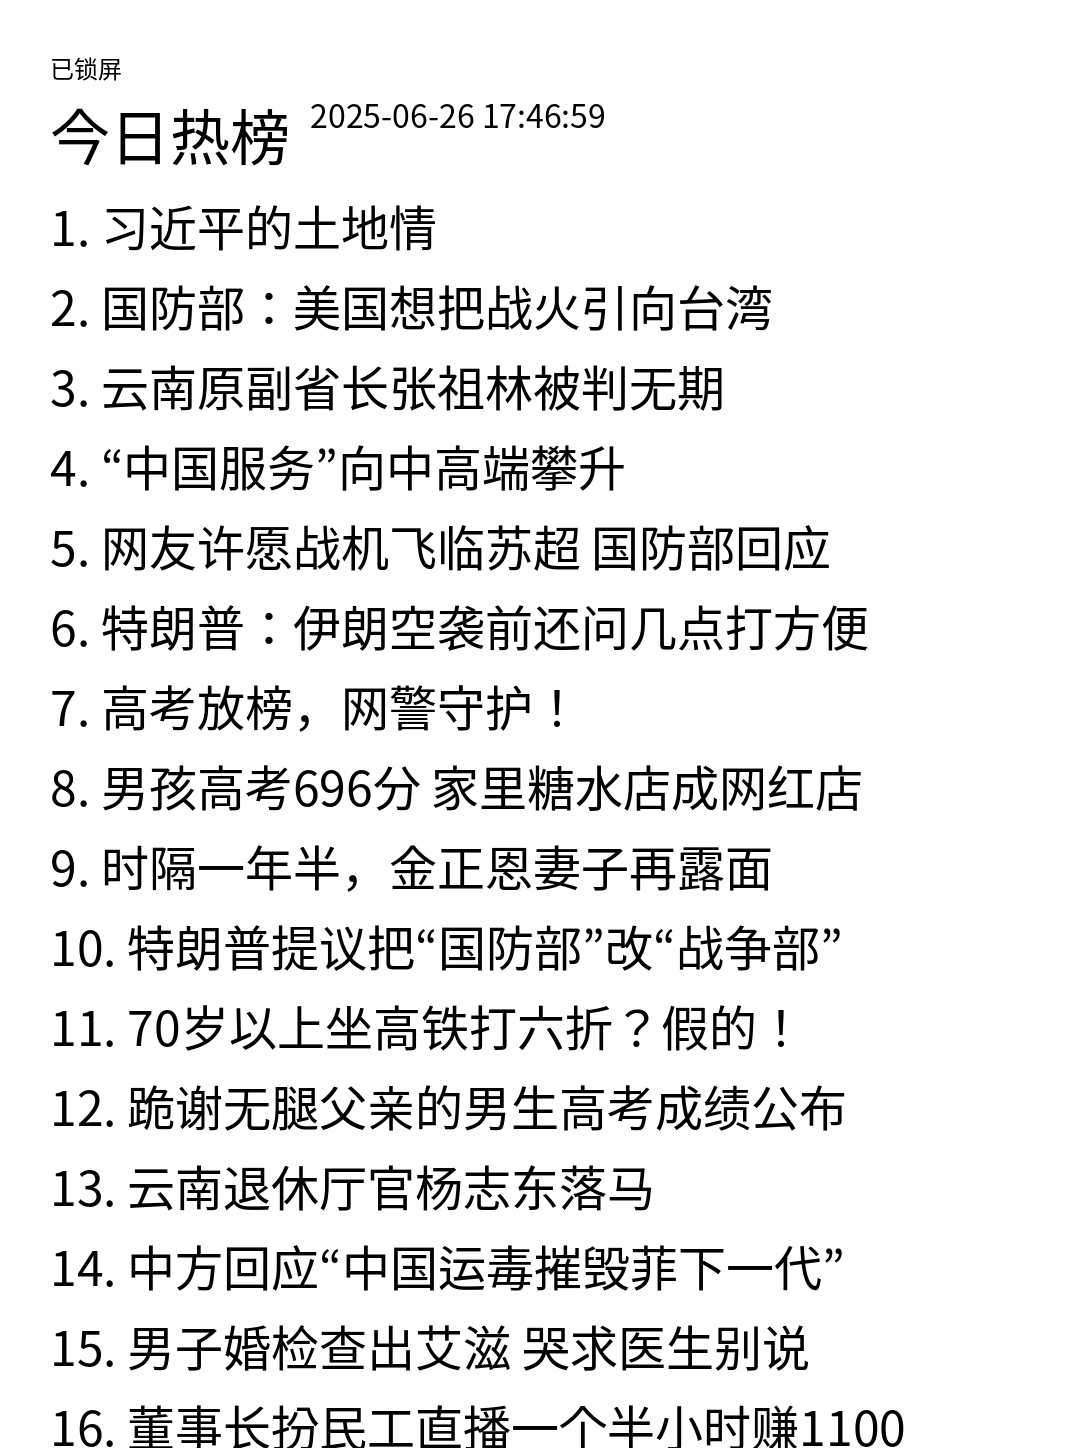 已锁屏
今日热榜 2025-06-26 17:46:59
1. 习近平的土地情
2. 国防部：美国想把战火引向台湾
3. 云南原副省长张祖林被判无期
4. “中国服务”向中高端攀升
5. 网友许愿战机飞临苏超 国防部回应
6. 特朗普：伊朗空袭前还问几点打方便
7. 高考放榜，网警守护！
8. 男孩高考696分 家里糖水店成网红店
9. 时隔一年半，金正恩妻子再露面
10. 特朗普提议把“国防部”改“战争部”
11. 70岁以上坐高铁打六折？假的！
12. 跪谢无腿父亲的男生高考成绩公布
13. 云南退休厅官杨志东落马
14. 中方回应“中国运毒摧毁菲下一代”
15. 男子婚检查出艾滋 哭求医生别说
16. 董事长扮民工直播一个半小时赚1100